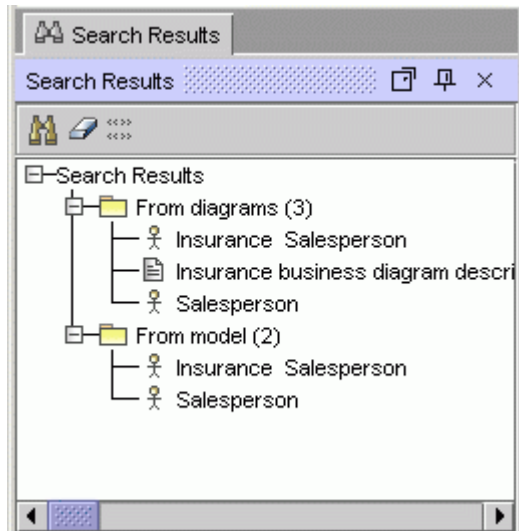 Search Results
Search Results
Search Results
From diagrams (3)
Insurance Salesperson
Insurance business diagram descri
Salesperson
From model (2)
Insurance Salesperson
Salesperson